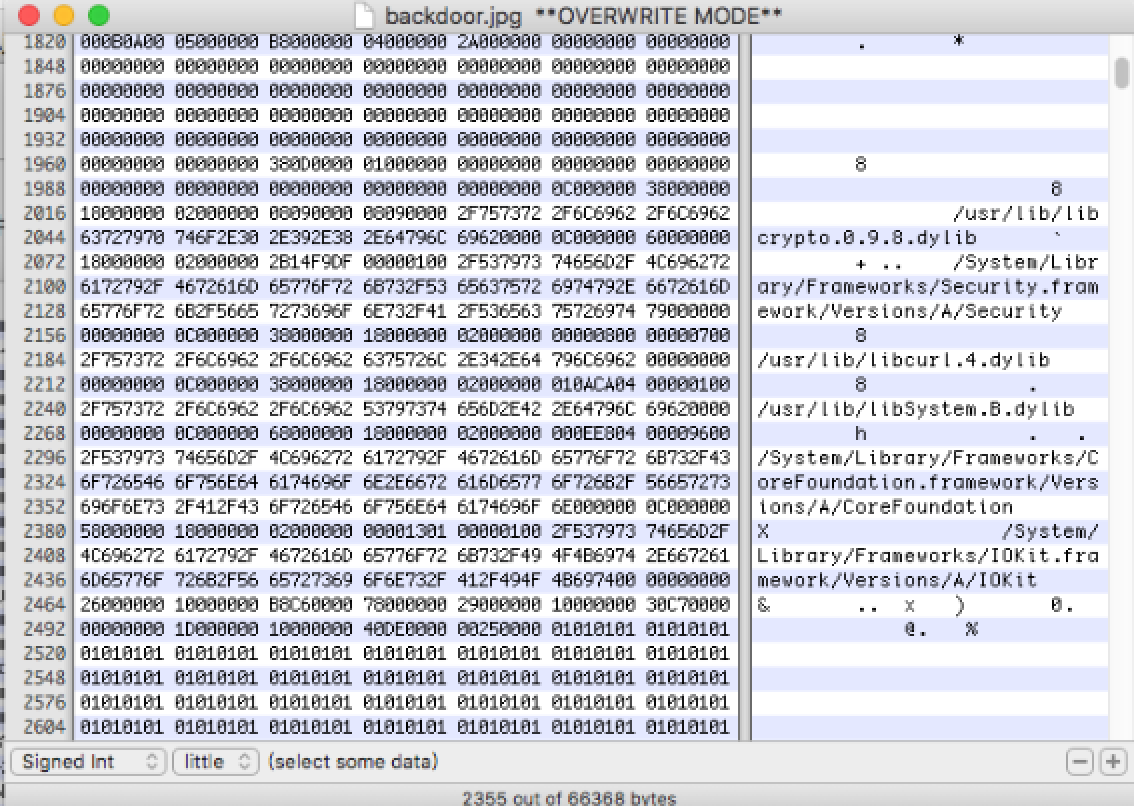 backdoor.jpg **OVERWRITE MODE**
1820 000B0A00 05000000 B8000000 04000000 2A000000 00000000 00000000 . *
1848 00000000 00000000 00000000 00000000 00000000 00000000 00000000
1876 00000000 00000000 00000000 00000000 00000000 00000000 00000000
1904 00000000 00000000 00000000 00000000 00000000 00000000 00000000
1932 00000000 00000000 00000000 00000000 00000000 00000000 00000000
1960 00000000 00000000 380D0000 01000000 00000000 00000000 00000000 8
1988 00000000 00000000 00000000 00000000 00000000 0C000000 38000000 8
2016 18000000 02000000 08090000 08090000 2F757372 2F6C6962 2F6C6962 /usr/lib/lib
2044 63727970 746F2E30 2E392E38 2E64796C 69620000 0C000000 60000000 crypto.0.9.8.dylib `
2072 18000000 02000000 2B14F9DF 00000100 2F537973 74656D2F 4C696272 + .. /System/Libr
2100 6172792F 4672616D 65776F72 6B732F53 65637572 6974792E 6672616D ary/Frameworks/Security.fram
2128 65776F72 6B2F5665 7273696F 6E732F41 2F536563 75726974 79000000 ework/Versions/A/Security
2156 00000000 0C000000 38000000 18000000 02000000 00000800 00000700 8
2184 2F757372 2F6C6962 2F6C6962 6375726C 2E342E64 796C6962 00000000 /usr/lib/libcurl.4.dylib
2212 00000000 0C000000 38000000 18000000 02000000 010ACA04 00000100 8 .
2240 2F757372 2F6C6962 2F6C6962 53797374 656D2E42 2E64796C 69620000 /usr/lib/libSystem.B.dylib
2268 00000000 0C000000 68000000 18000000 02000000 000EE804 00009600 h . .
2296 2F537973 74656D2F 4C696272 6172792F 4672616D 65776F72 6B732F43 /System/Library/Frameworks/C
2324 6F726546 6F756E64 6174696F 6E2E6672 616D6577 6F726B2F 56657273 oreFoundation.framework/Vers
2352 696F6E73 2F412F43 6F726546 6F756E64 6174696F 6E000000 0C000000 ions/A/CoreFoundation
2380 58000000 18000000 02000000 00001301 00000100 2F537973 74656D2F X /System/
2408 4C696272 6172792F 4672616D 65776F72 6B732F49 4F4B6974 2E667261 Library/Frameworks/IOKit.fra
2436 6D65776F 726B2F56 65727369 6F6E732F 412F494F 4B697400 00000000 mework/Versions/A/IOKit
2464 26000000 10000000 B8C60000 78000000 29000000 10000000 30C70000 & .. x ) 0.
2492 00000000 1D000000 10000000 40DE0000 00250000 01010101 01010101 @. %
2520 01010101 01010101 01010101 01010101 01010101 01010101 01010101
2548 01010101 01010101 01010101 01010101 01010101 01010101 01010101
2576 01010101 01010101 01010101 01010101 01010101 01010101 01010101
2604 01010101 01010101 01010101 01010101 01010101 01010101 01010101
Signed Int little (select some data)
2355 out of 66368 bytes